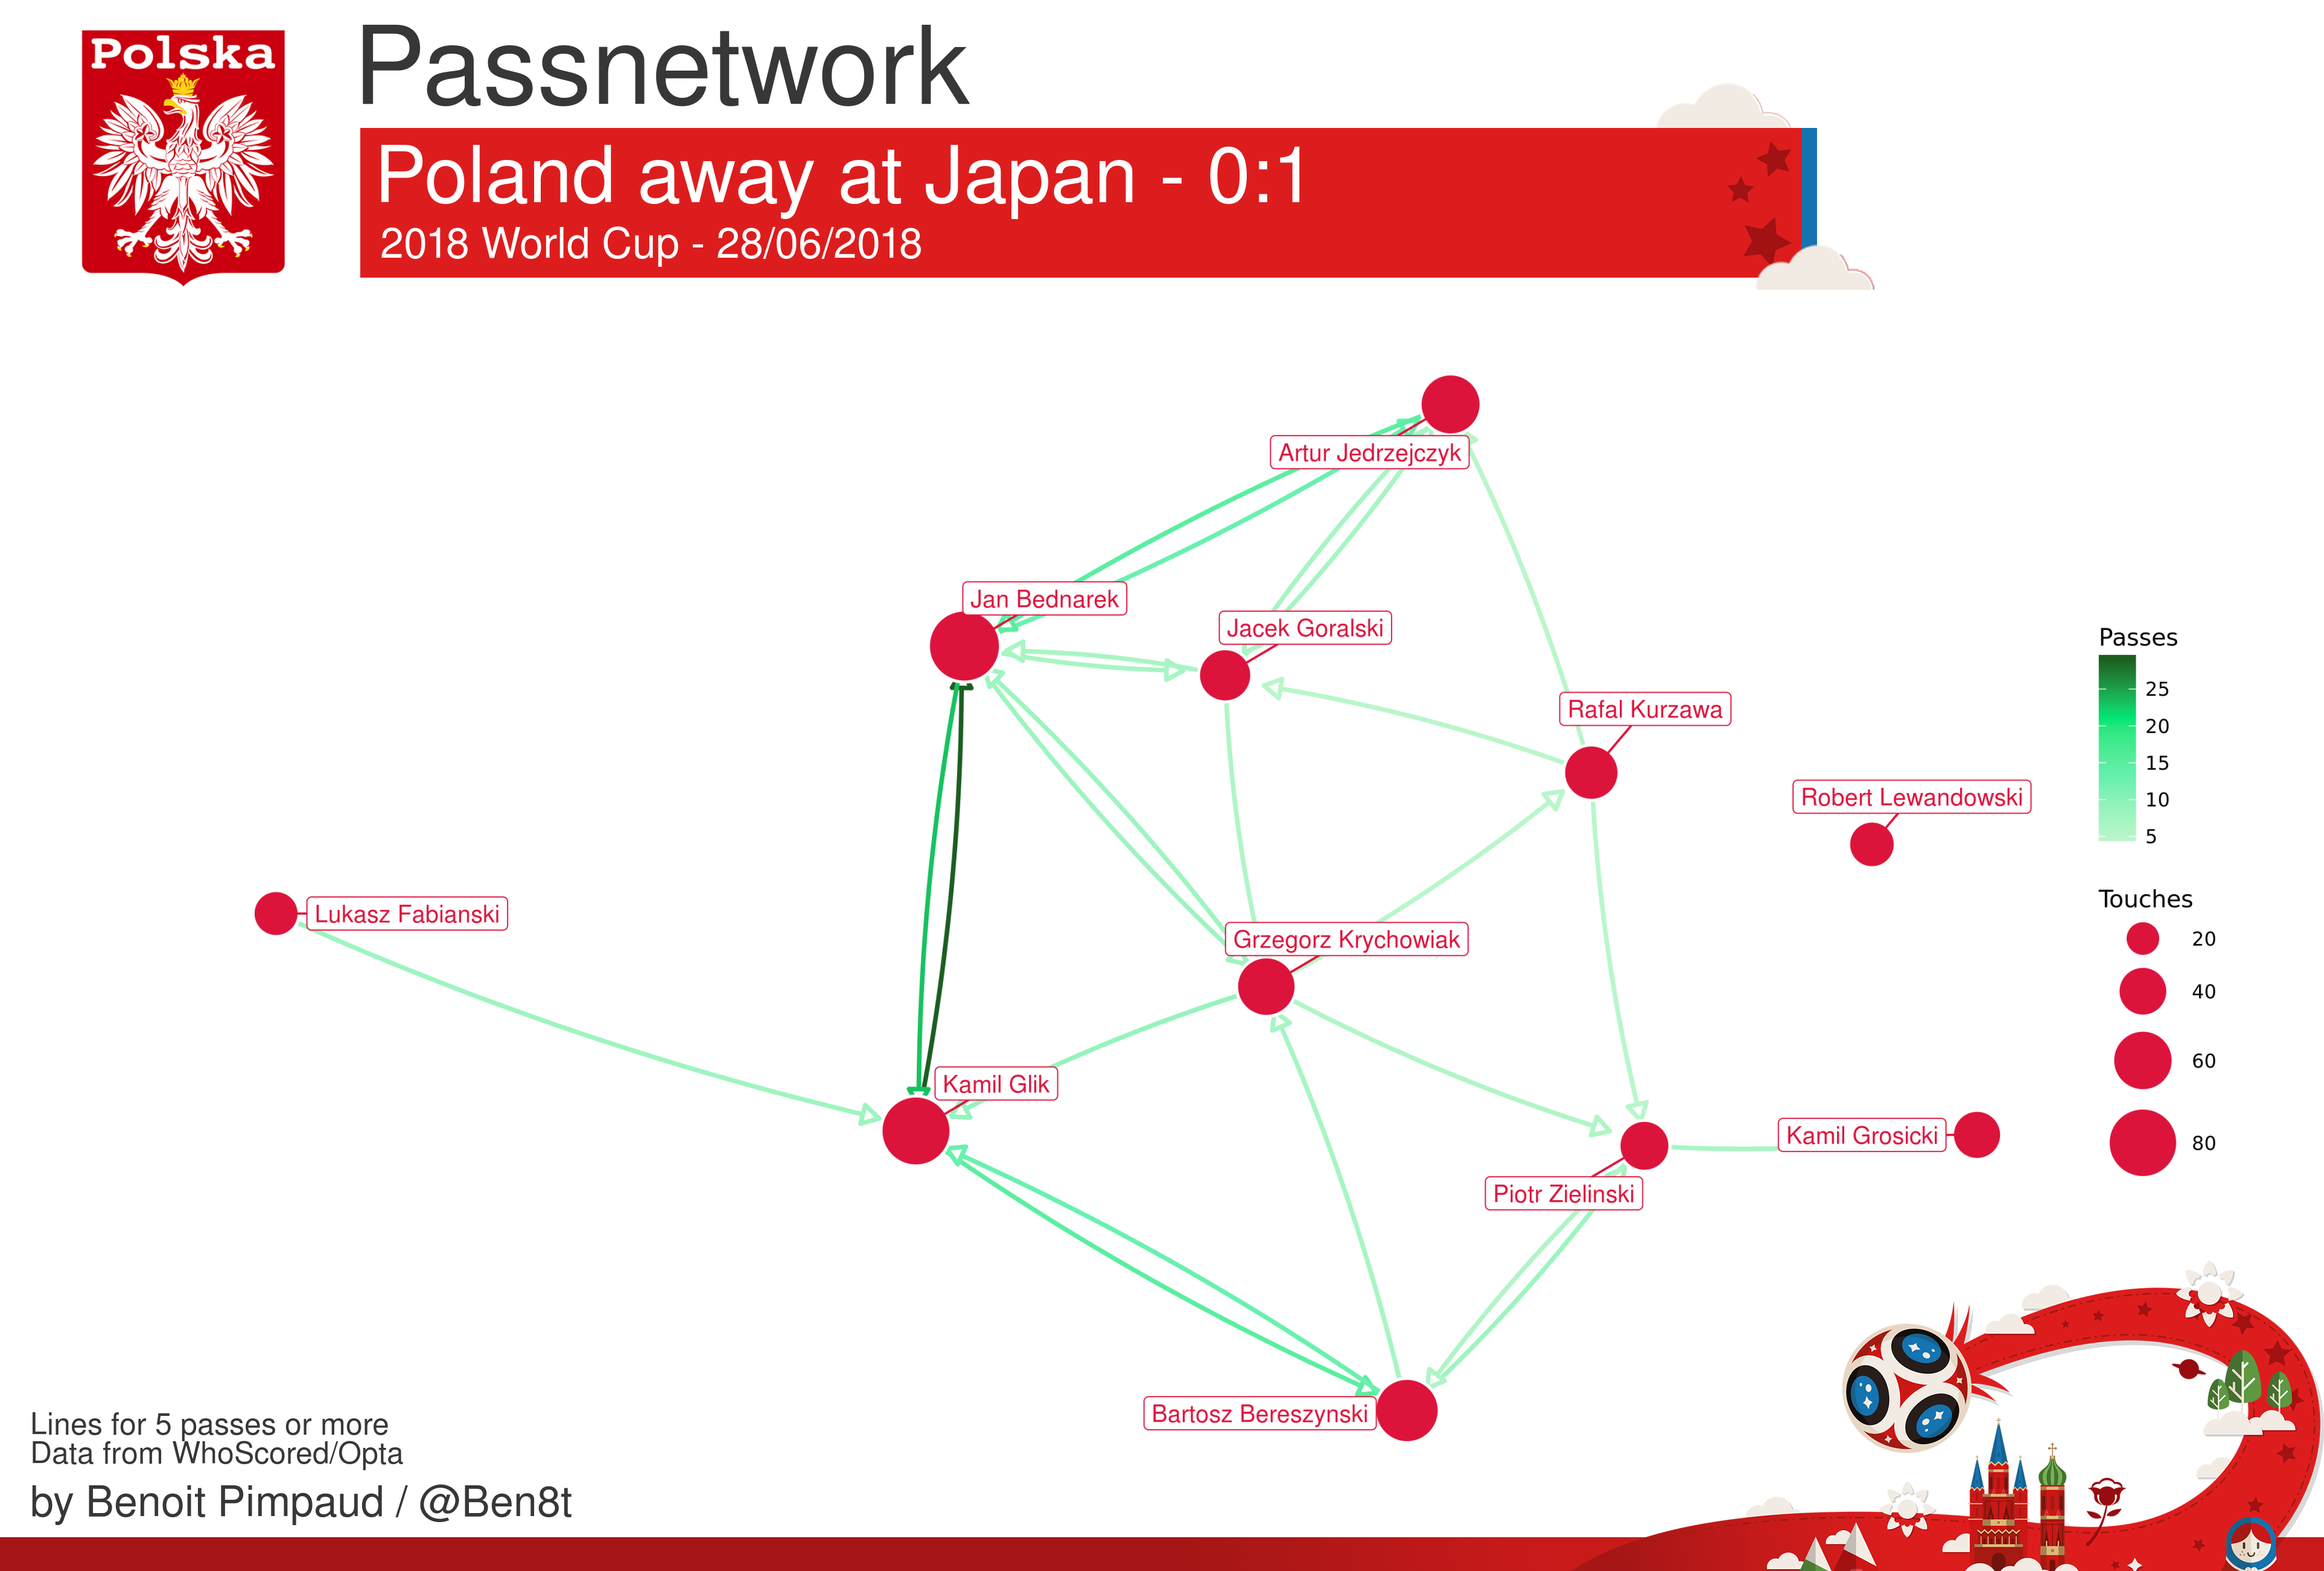 Polska
Passnetwork
Poland away at Japan - 0:1
2018 World Cup - 28/06/2018
Artur Jedrzejczyk
Jan Bednarek
Jacek Goralski
Rafal Kurzawa
Robert Lewandowski
Lukasz Fabianski
Grzegorz Krychowiak
Kamil Glik
Kamil Grosicki
Piotr Zielinski
Bartosz Bereszynski
Passes
25
20
15
10
5
Touches
20
40
60
80
Lines for 5 passes or more
Data from WhoScored/Opta
by Benoit Pimpaud / @Ben8t